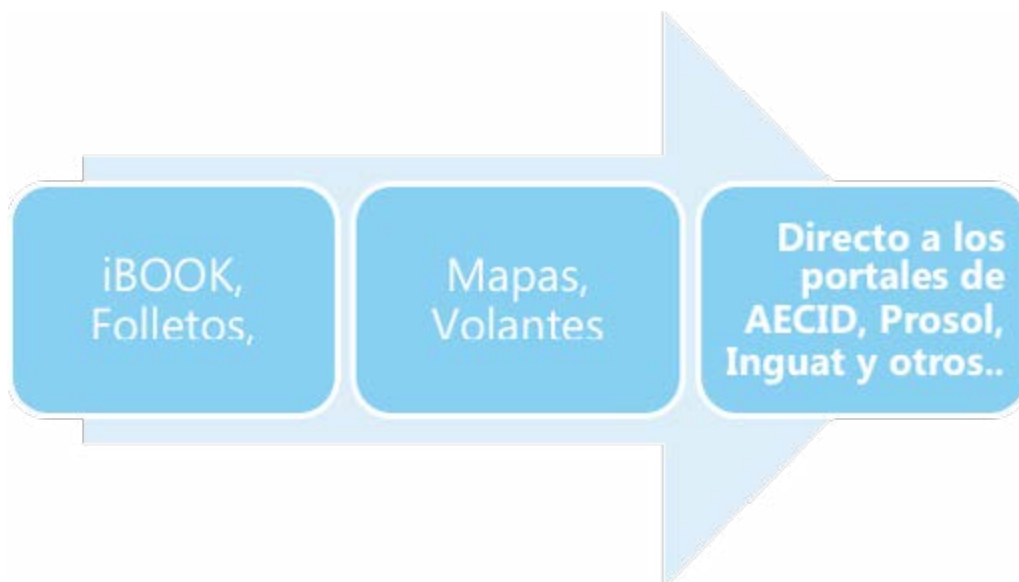 iBOOK,
Folletos,
Mapas,
Volantes
Directo a los
portales de
AECID, Prosol,
Inguat y otros..